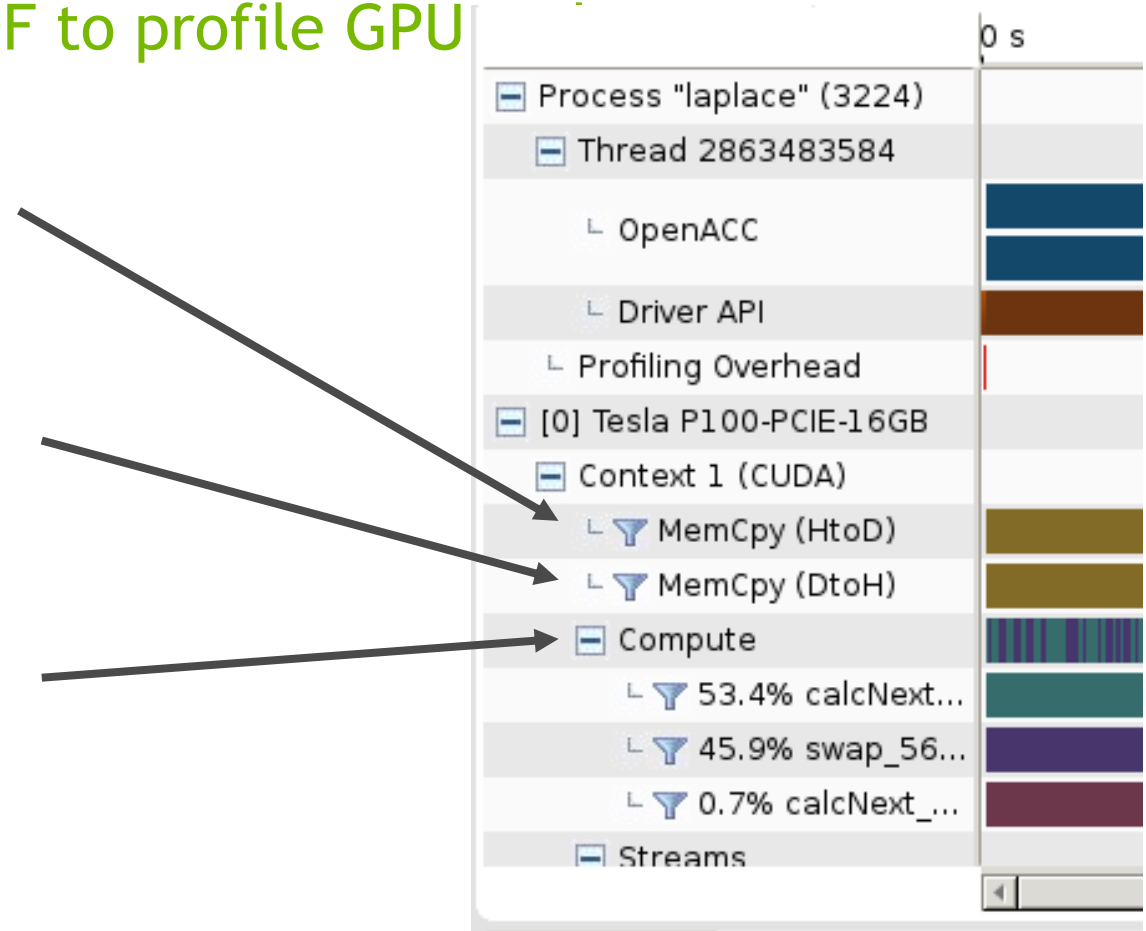 F to profile GPU
0 s
Process "laplace" (3224)
Thread 2863483584
OpenACC
Driver API
Profiling Overhead
[0] Tesla P100-PCIE-16GB
Context 1 (CUDA)
MemCpy (HtoD)
MemCpy (DtoH)
Compute
53.4% calcNext...
45.9% swap_56...
0.7% calcNext_...
Streams